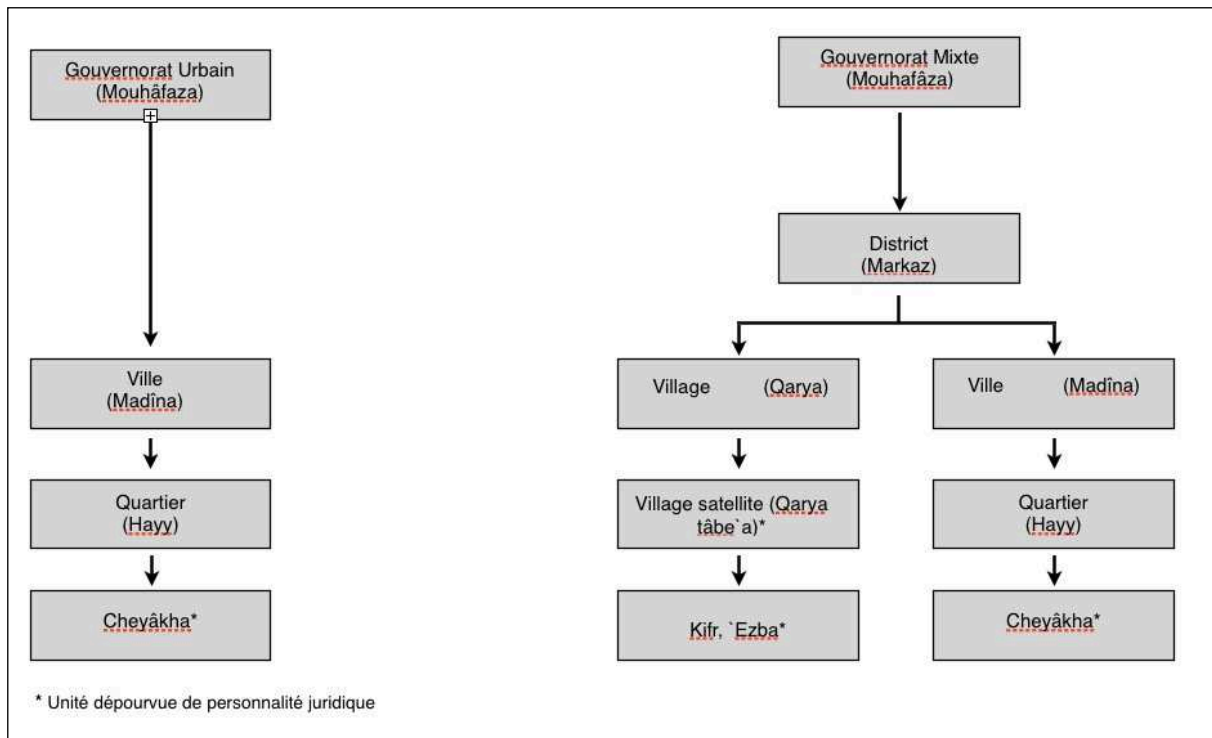 Gouvernorat Urbain
(Mouhâfaza)
Gouvernorat Mixte
(Mouhafâza)
District
(Markaz)
Ville
(Madîna)
Village (Qarya)
Ville (Madîna)
Quartier
(Hayy)
Village satellite (Qarya
tâbe`a)*
Quartier
(Hayy)
Cheyâkha*
Kifr, `Ezba*
Cheyâkha*
* Unité dépourvue de personnalité juridique